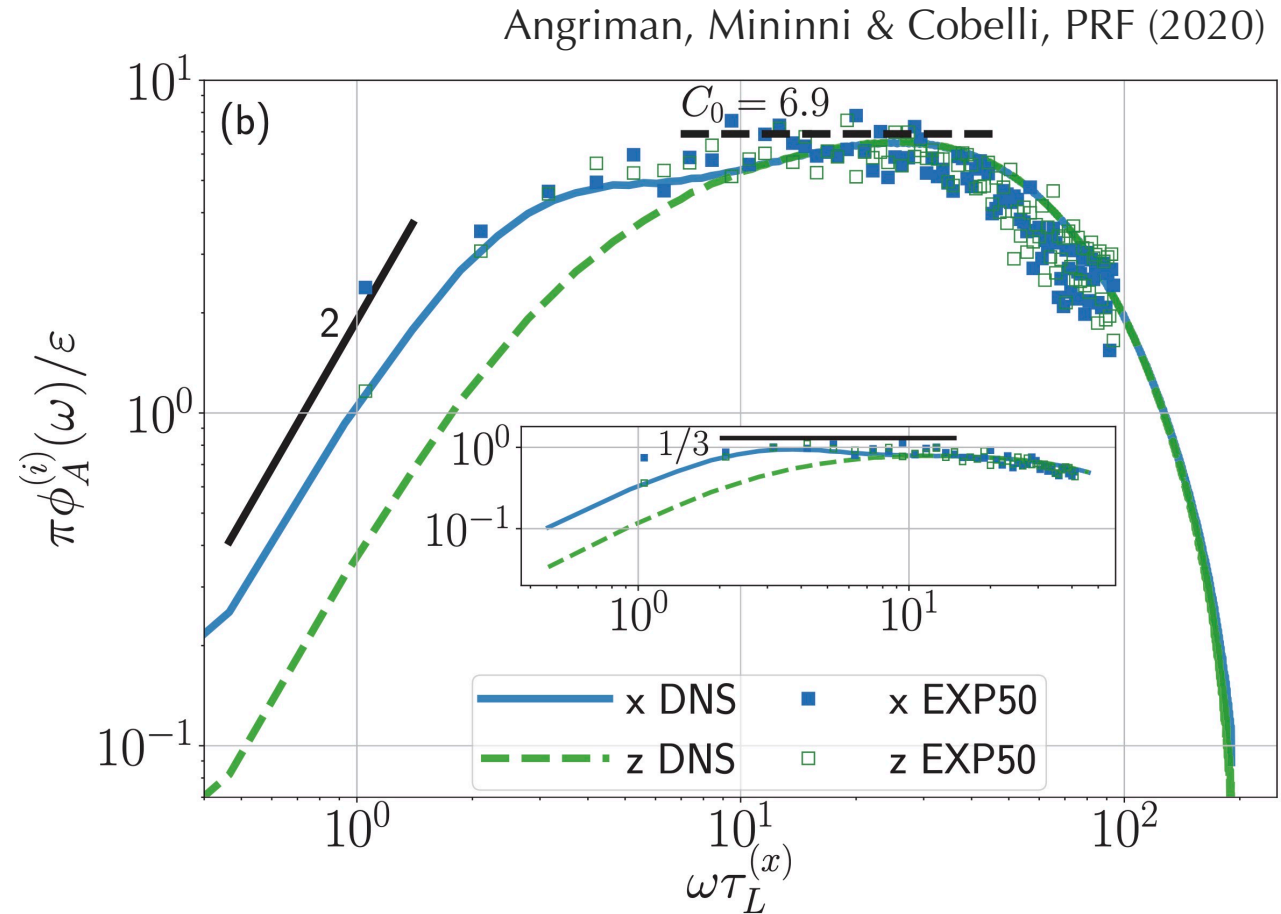 Angriman, Mininni & Cobelli, PRF (2020)
10¹
(b)
C₀ = 6.9
2
πϕ_A^{(i)}(ω)/ε
10⁰
10⁰
1/3
10⁻¹
10⁰
10¹
x DNS
x EXP50
10⁻¹
z DNS
z EXP50
10⁰
10¹
10²
ωτ_L^{(x)}